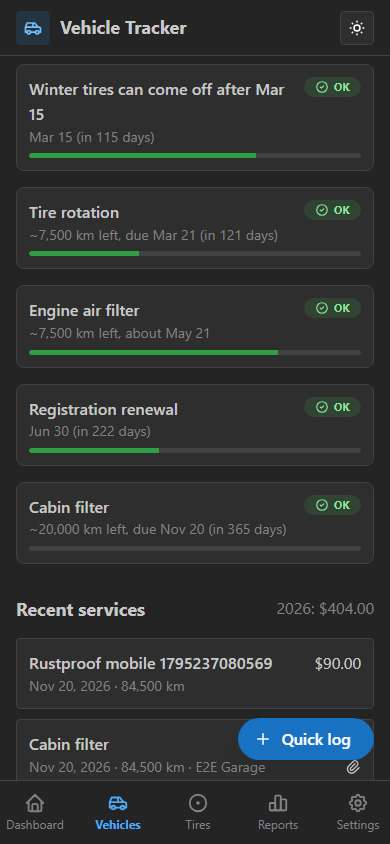 Vehicle Tracker
Winter tires can come off after Mar
15
OK
Mar 15 (in 115 days)
Tire rotation
OK
~7,500 km left, due Mar 21 (in 121 days)
Engine air filter
OK
~7,500 km left, about May 21
Registration renewal
OK
Jun 30 (in 222 days)
Cabin filter
OK
~20,000 km left, due Nov 20 (in 365 days)
Recent services
2026: $404.00
Rustproof mobile 1795237080569
$90.00
Nov 20, 2026 · 84,500 km
Cabin filter
Nov 20, 2026 · 84,500 km · E2E Garage
+ Quick log
Dashboard
Vehicles
Tires
Reports
Settings